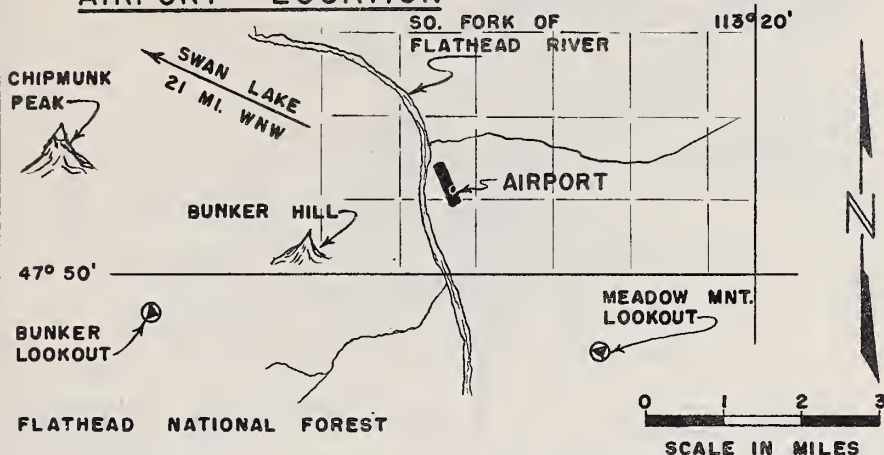 AIRPORT LOCATION
SO. FORK OF
FLATHEAD RIVER
113° 20'
CHIPMUNK
PEAK
SWAN LAKE
21 MI. WNW
AIRPORT
BUNKER HILL
N
47° 50'
MEADOW MNT.
LOOKOUT
BUNKER
LOOKOUT
0 1 2 3
FLATHEAD NATIONAL FOREST
SCALE IN MILES